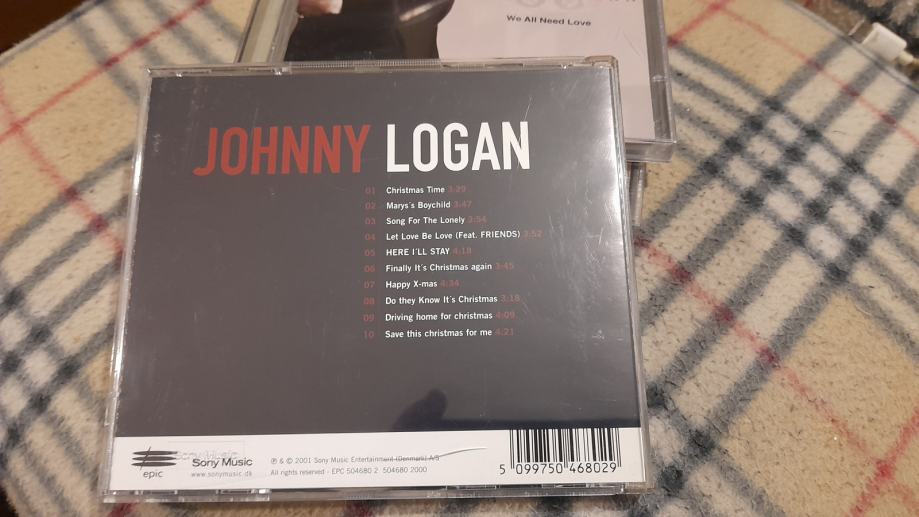 We All Need Love
JOHNNY LOGAN
01 Christmas Time 3:29
02 Marys's Boychild 3:47
03 Song For The Lonely 3:54
04 Let Love Be Love (Feat. FRIENDS) 3:52
05 HERE I'LL STAY 4:18
06 Finally It's Christmas again 3:45
07 Happy X-mas 4:34
08 Do they Know It's Christmas 3:18
09 Driving home for christmas 4:09
10 Save this christmas for me 4:21
epic
Sony Music
www.sonymusic.dk
℗ & © 2001 Sony Music Entertainment (Denmark) A/S
All rights reserved - EPC 504680 2 504680 2000
5 099750 468029